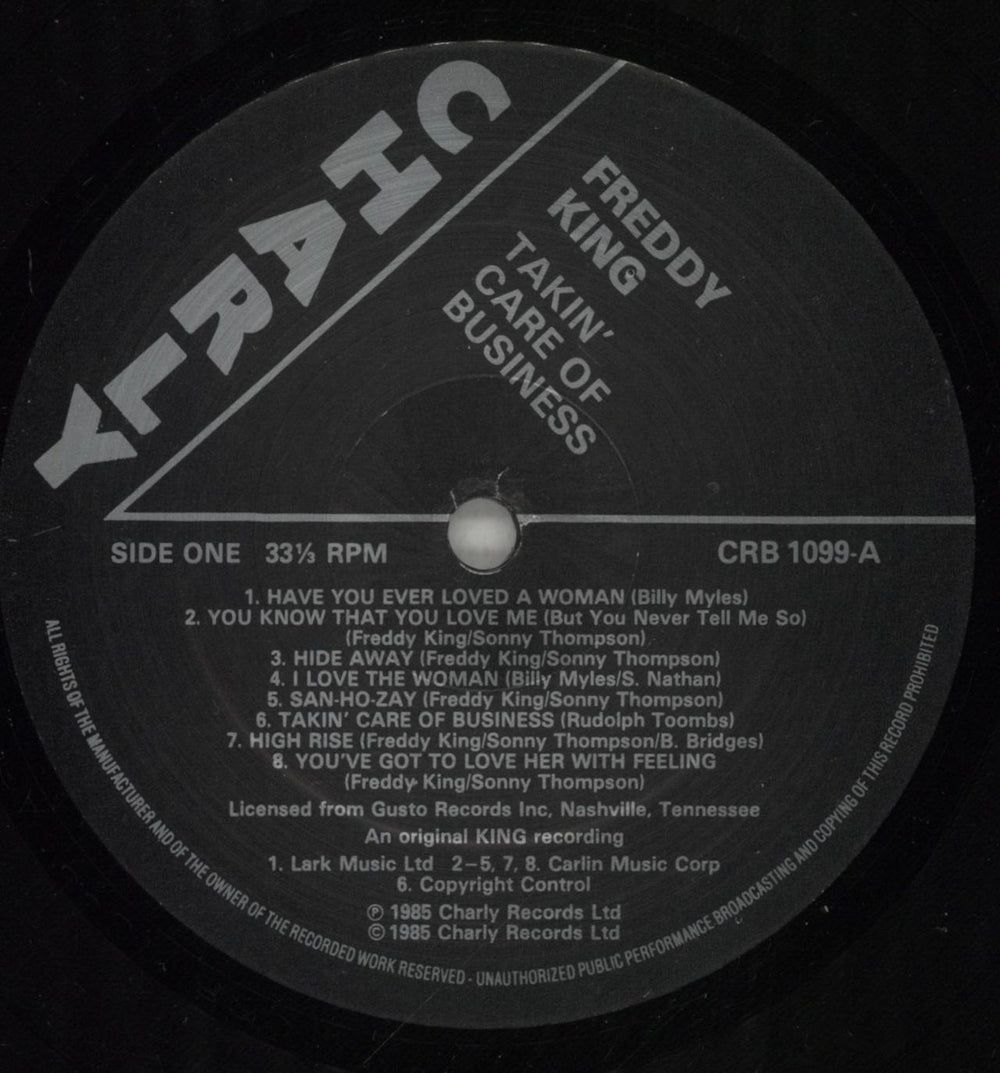 CHARLY
FREDDY
KING
TAKIN'
CARE OF
BUSINESS
SIDE ONE 33⅓ RPM
CRB 1099-A
1. HAVE YOU EVER LOVED A WOMAN (Billy Myles)
2. YOU KNOW THAT YOU LOVE ME (But You Never Tell Me So)
(Freddy King/Sonny Thompson)
3. HIDE AWAY (Freddy King/Sonny Thompson)
4. I LOVE THE WOMAN (Billy Myles/S. Nathan)
5. SAN-HO-ZAY (Freddy King/Sonny Thompson)
6. TAKIN' CARE OF BUSINESS (Rudolph Toombs)
7. HIGH RISE (Freddy King/Sonny Thompson/B. Bridges)
8. YOU'VE GOT TO LOVE HER WITH FEELING
(Freddy King/Sonny Thompson)
Licensed from Gusto Records Inc, Nashville, Tennessee
An original KING recording
1. Lark Music Ltd 2–5, 7, 8. Carlin Music Corp
6. Copyright Control
℗ 1985 Charly Records Ltd
© 1985 Charly Records Ltd
ALL RIGHTS OF THE MANUFACTURER AND OF THE OWNER OF THE RECORDED WORK RESERVED - UNAUTHORIZED PUBLIC PERFORMANCE BROADCASTING AND COPYING OF THIS RECORD PROHIBITED